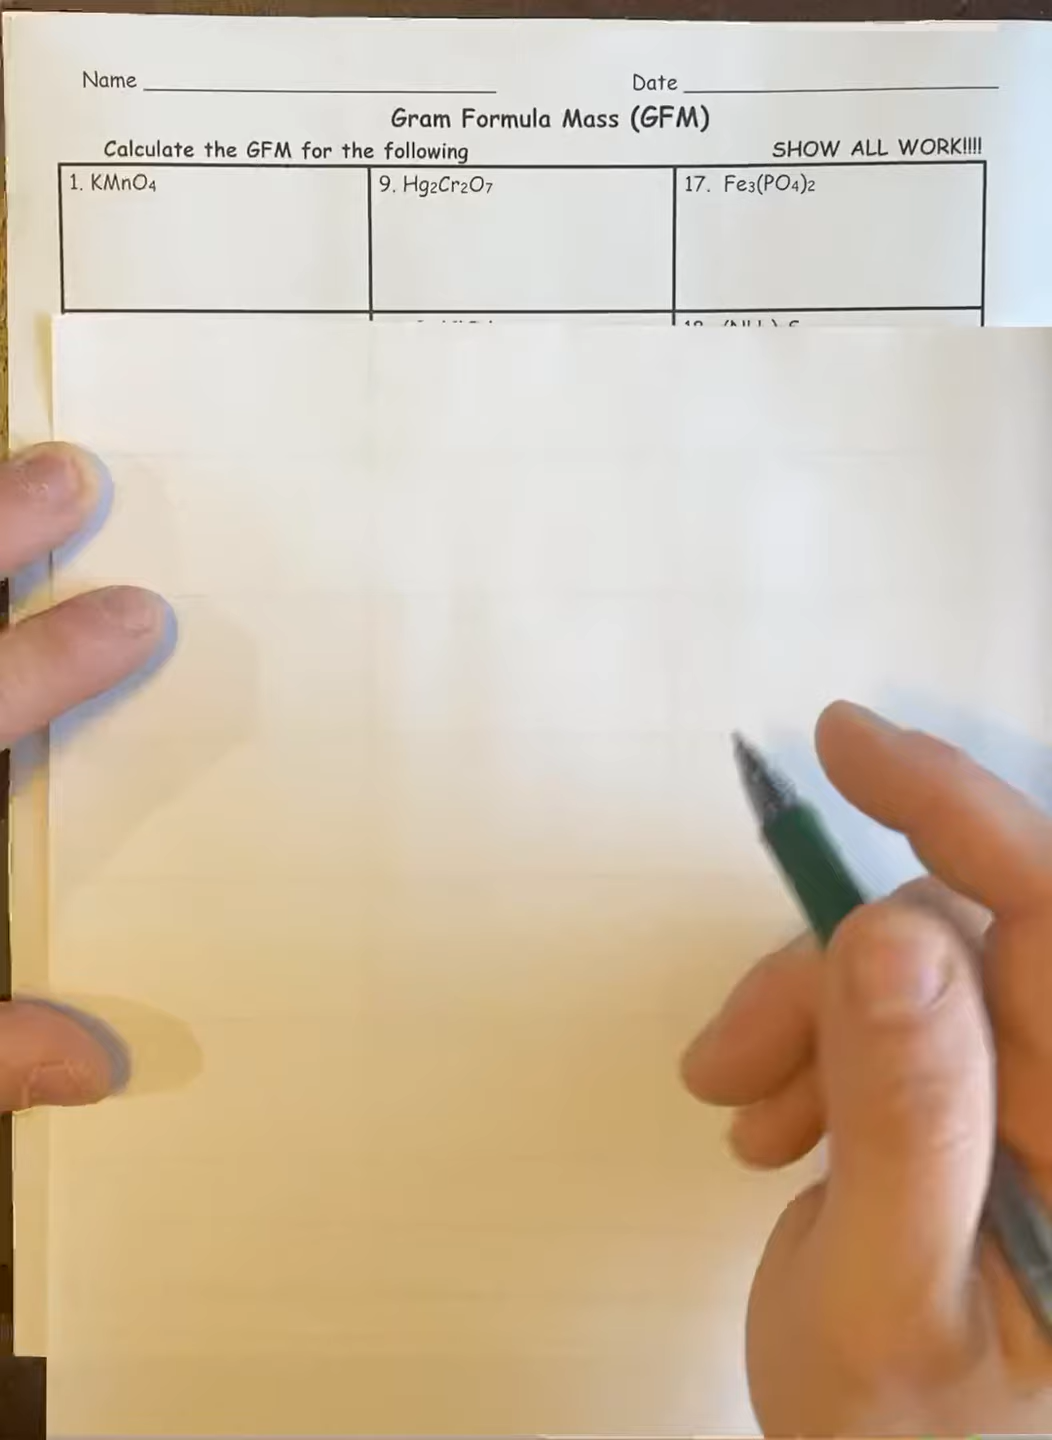 Name Date
Gram Formula Mass (GFM)
Calculate the GFM for the following SHOW ALL WORK!!!!
1. KMnO4 9. Hg2Cr2O7 17. Fe3(PO4)2